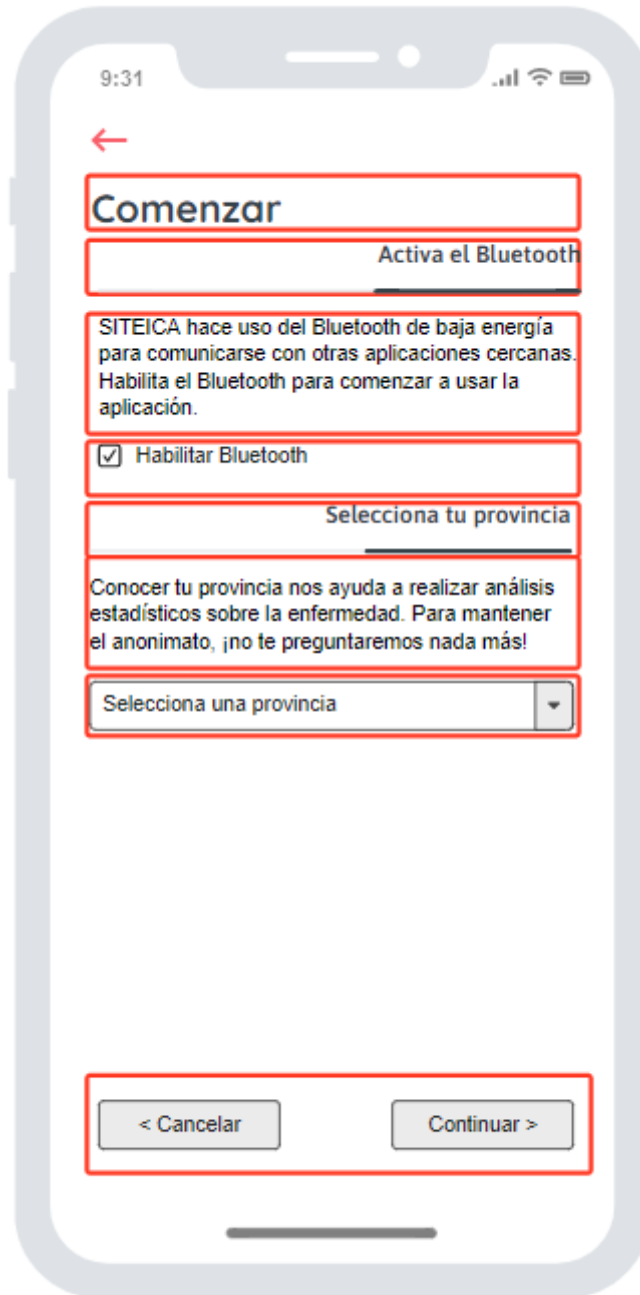 9:31
Comenzar
Activa el Bluetooth
SITEICA hace uso del Bluetooth de baja energía
para comunicarse con otras aplicaciones cercanas.
Habilita el Bluetooth para comenzar a usar la
aplicación.
Habilitar Bluetooth
Selecciona tu provincia
Conocer tu provincia nos ayuda a realizar análisis
estadísticos sobre la enfermedad. Para mantener
el anonimato, ¡no te preguntaremos nada más!
Selecciona una provincia
< Cancelar
Continuar >